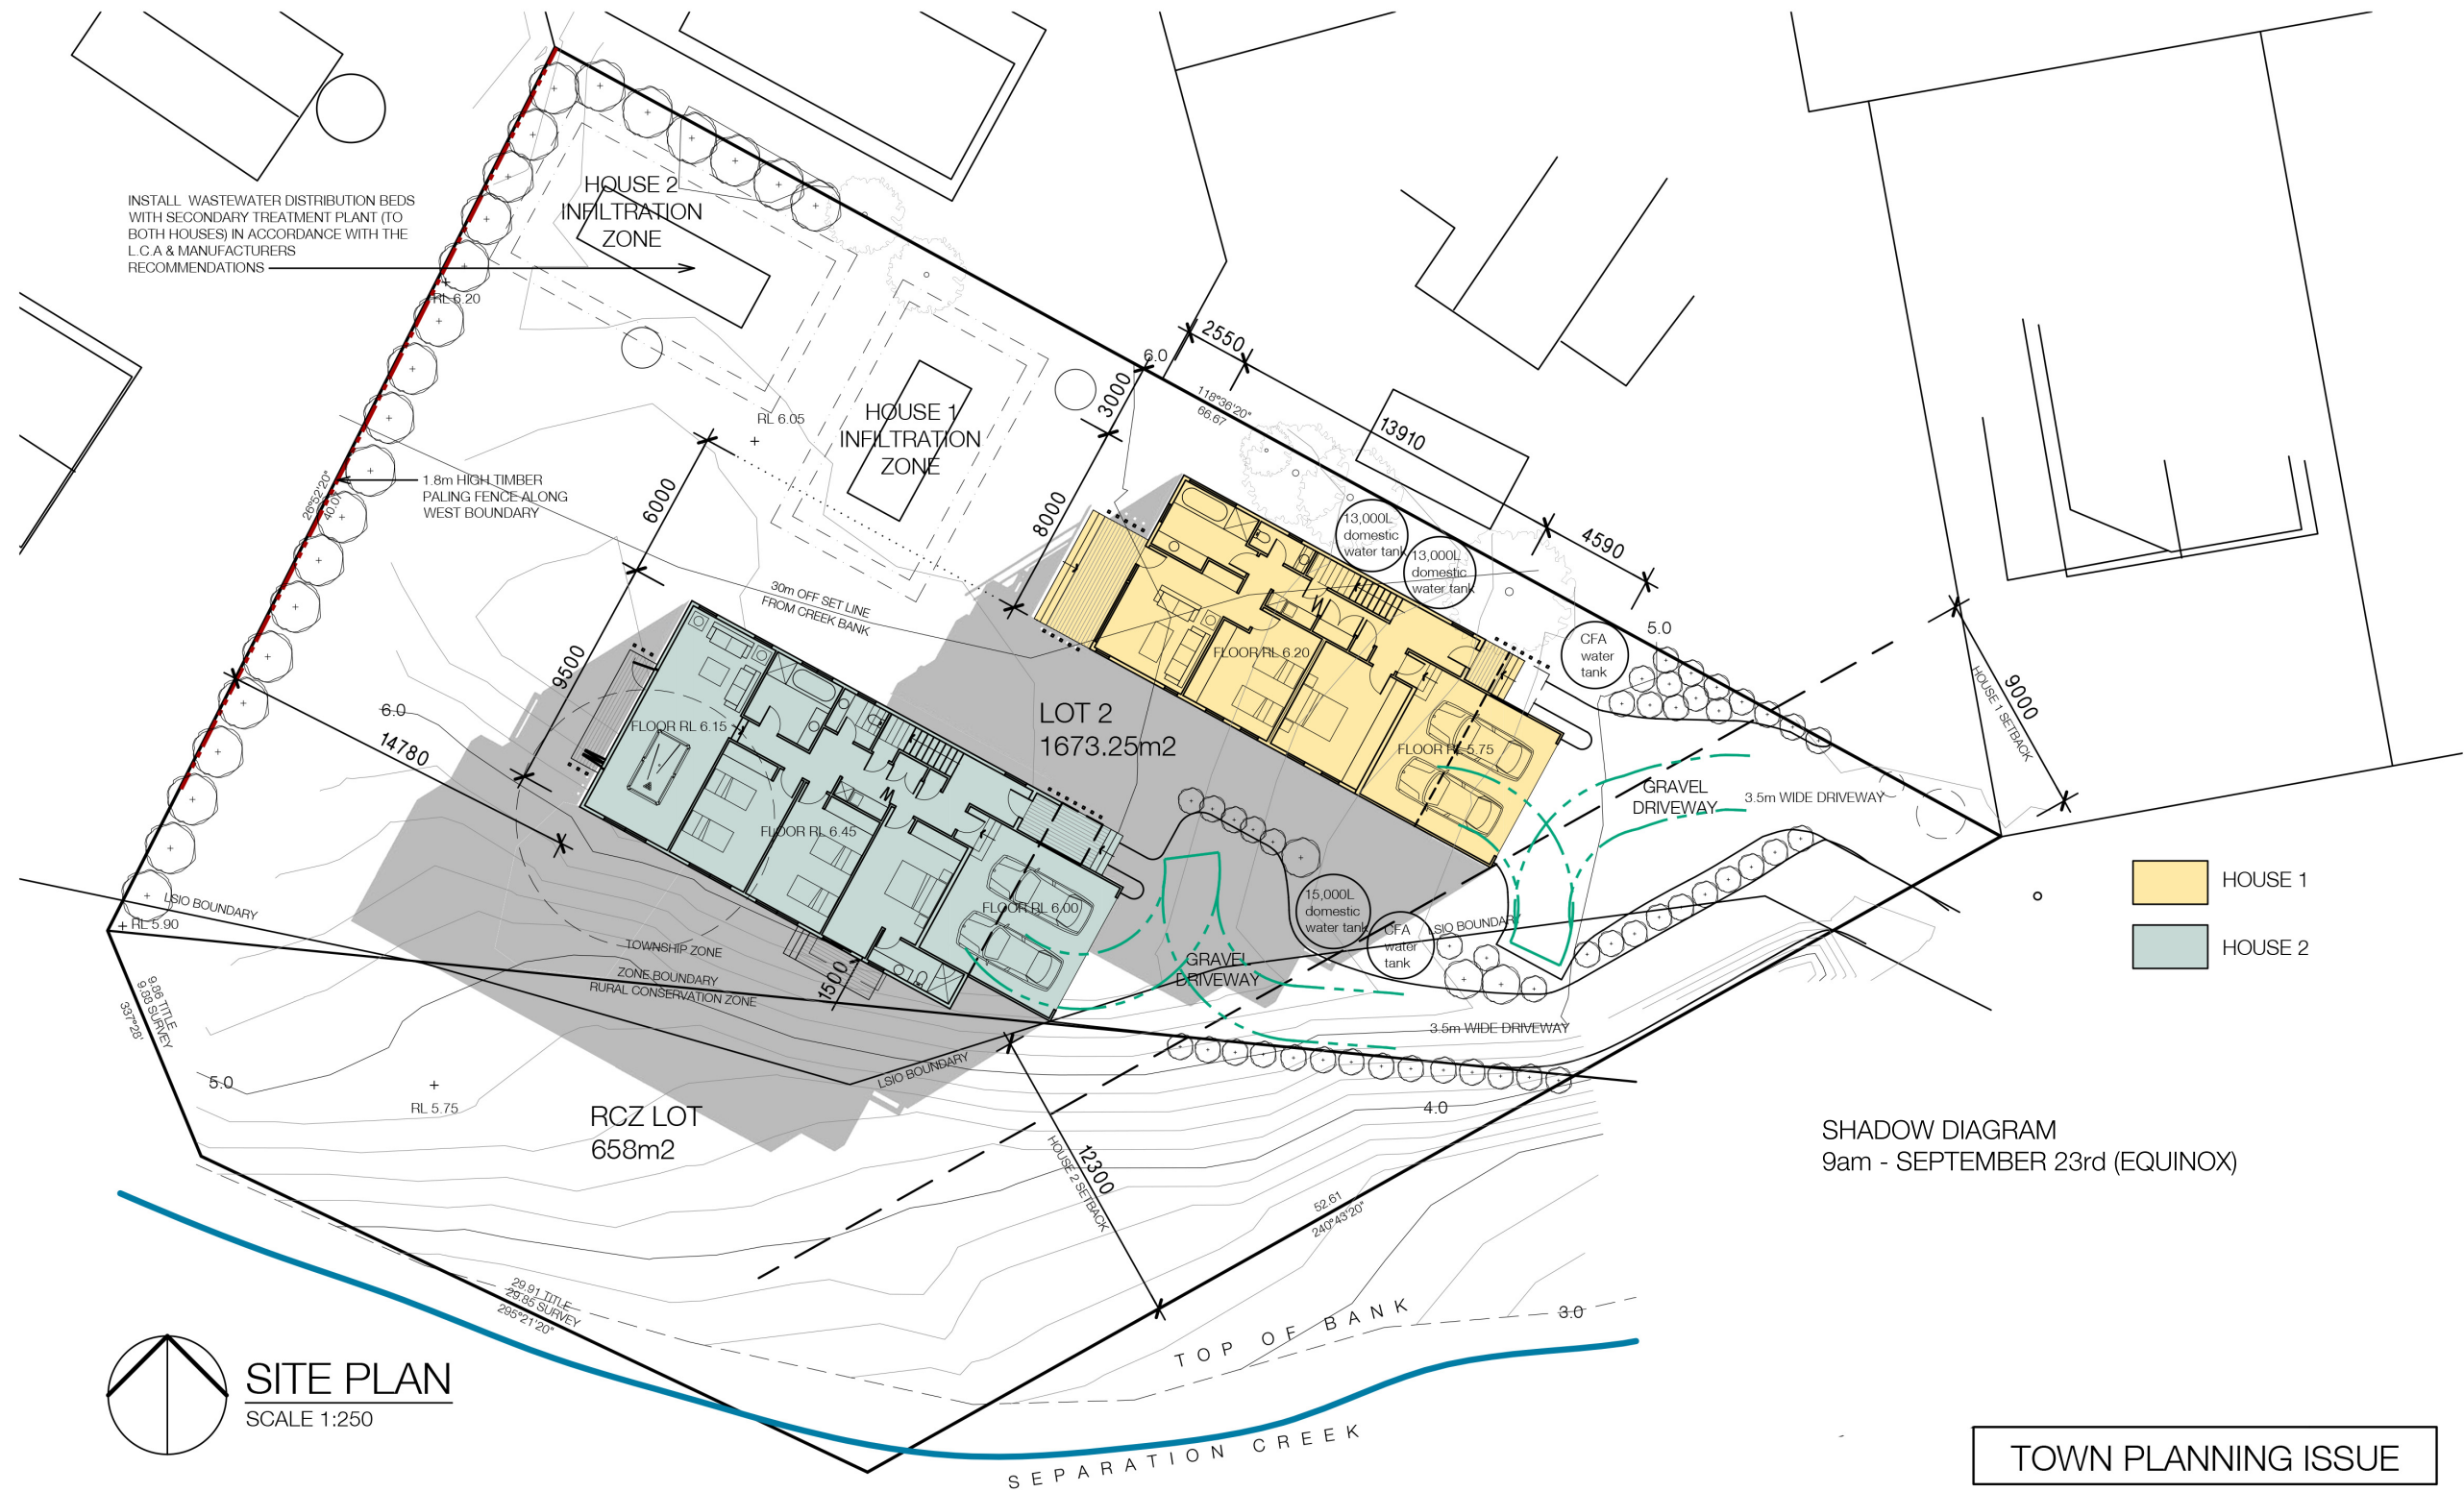 INSTALL WASTEWATER DISTRIBUTION BEDS
WITH SECONDARY TREATMENT PLANT (TO
BOTH HOUSES) IN ACCORDANCE WITH THE
L.C.A & MANUFACTURERS
RECOMMENDATIONS
HOUSE 2
INFILTRATION
ZONE
RL 6.20
HOUSE 1
INFILTRATION
ZONE
RL 6.05
1.8m HIGH TIMBER
PALING FENCE ALONG
WEST BOUNDARY
26°52'20"
40.07
6.0
2550
3000
118°36'20"
66.67
13910
4590
6000
8000
9500
30m OFF SET LINE
FROM CREEK BANK
13,000L
domestic
water tank
13,000L
domestic
water tank
CFA
water
tank
5.0
9000
HOUSE 1 SETBACK
FLOOR RL 6.20
FLOOR RL 5.75
LOT 2
1673.25m2
FLOOR RL 6.15
FLOOR RL 6.45
FLOOR RL 6.00
6.0
14780
GRAVEL
DRIVEWAY
3.5m WIDE DRIVEWAY
15,000L
domestic
water tank
CFA
water
tank
LSIO BOUNDARY
GRAVEL
DRIVEWAY
3.5m WIDE DRIVEWAY
HOUSE 1
HOUSE 2
LSIO BOUNDARY
RL 5.90
TOWNSHIP ZONE
ZONE BOUNDARY
RURAL CONSERVATION ZONE
1500
LSIO BOUNDARY
9.86 TITLE
9.88 SURVEY
337°28'
5.0
RL 5.75
RCZ LOT
658m2
4.0
12300
HOUSE 2 SETBACK
52.61
240°43'20"
SHADOW DIAGRAM
9am - SEPTEMBER 23rd (EQUINOX)
29.91 TITLE
29.85 SURVEY
295°21'20"
3.0
TOP OF BANK
SEPARATION CREEK
SITE PLAN
SCALE 1:250
TOWN PLANNING ISSUE